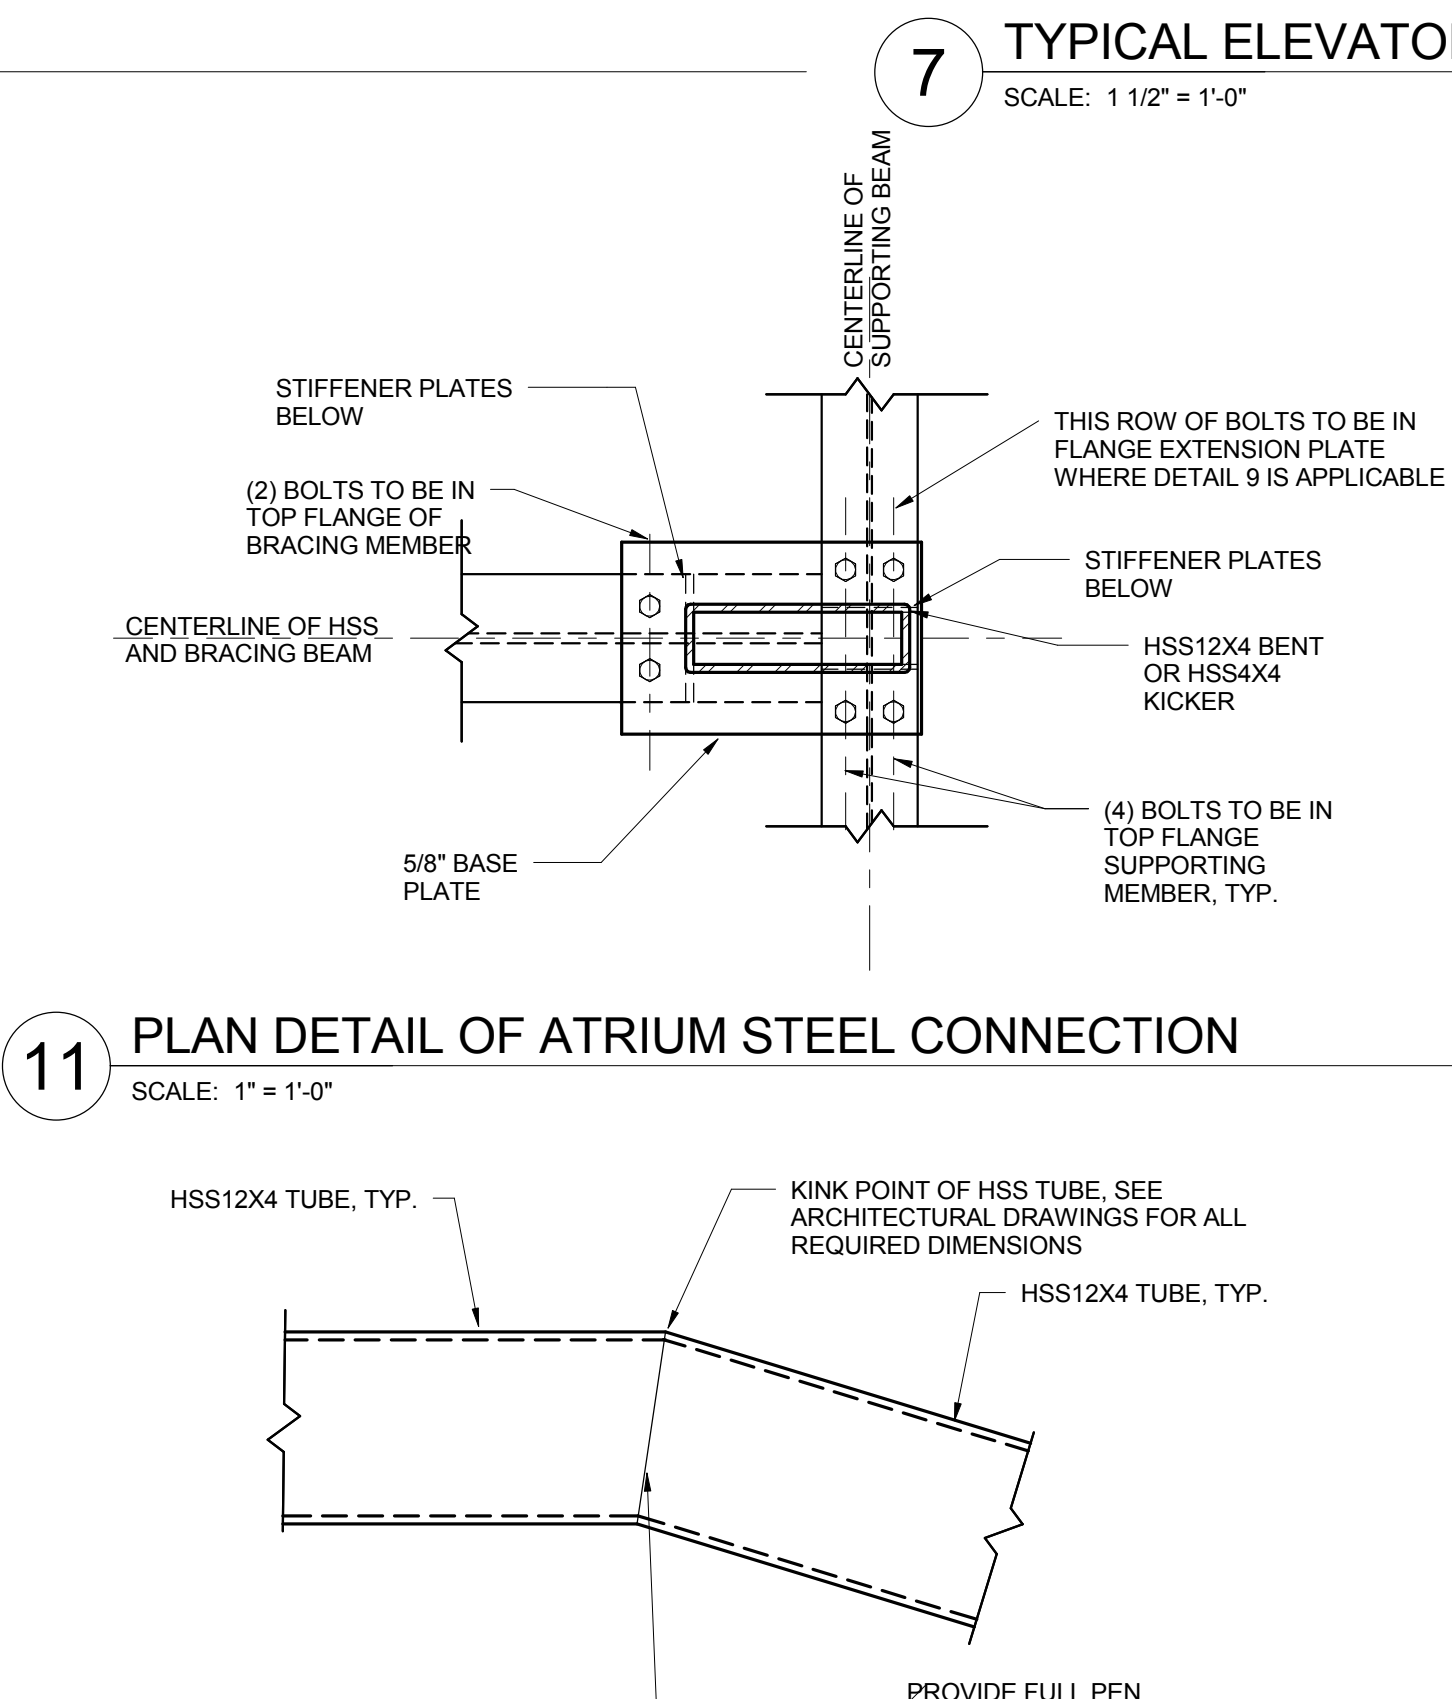 7
TYPICAL ELEVATO
SCALE: 1 1/2" = 1'-0"
CENTERLINE OF
SUPPORTING BEAM
STIFFENER PLATES
BELOW
THIS ROW OF BOLTS TO BE IN
FLANGE EXTENSION PLATE
WHERE DETAIL 9 IS APPLICABLE
(2) BOLTS TO BE IN
TOP FLANGE OF
BRACING MEMBER
STIFFENER PLATES
BELOW
CENTERLINE OF HSS
AND BRACING BEAM
HSS12X4 BENT
OR HSS4X4
KICKER
(4) BOLTS TO BE IN
TOP FLANGE
SUPPORTING
MEMBER, TYP.
5/8" BASE
PLATE
11
PLAN DETAIL OF ATRIUM STEEL CONNECTION
SCALE: 1" = 1'-0"
HSS12X4 TUBE, TYP.
KINK POINT OF HSS TUBE, SEE
ARCHITECTURAL DRAWINGS FOR ALL
REQUIRED DIMENSIONS
HSS12X4 TUBE, TYP.
PROVIDE FULL PEN